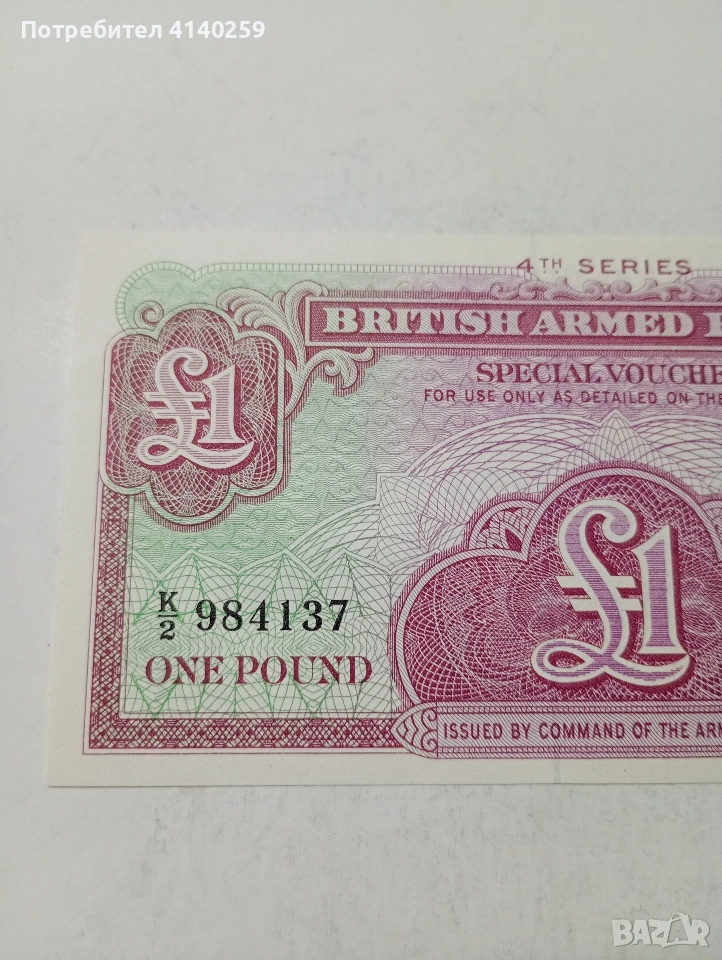 Потребител 4140259
4TH SERIES
BRITISH ARMED
£1
SPECIAL VOUCHE
FOR USE ONLY AS DETAILED ON THE
£1
K/2 984137
ONE POUND
ISSUED BY COMMAND OF THE ARM
BAZAR